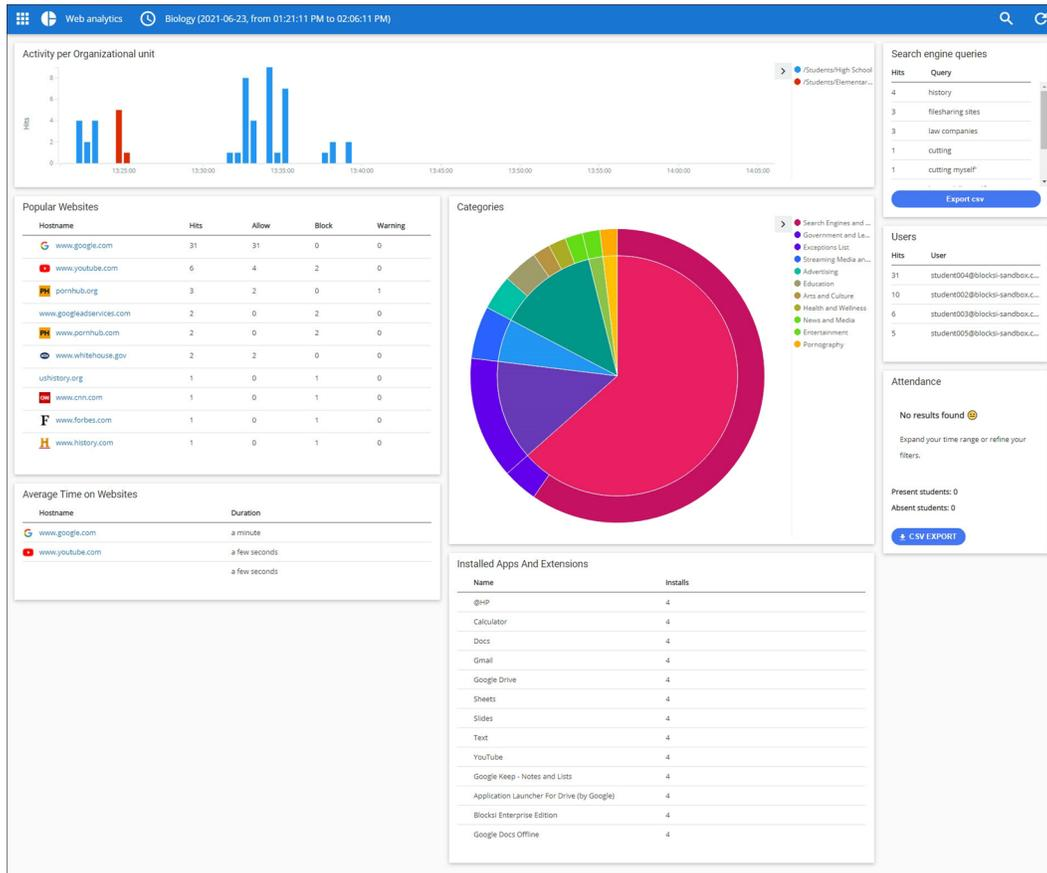 Web analytics Biology (2021-06-23, from 01:21:11 PM to 02:06:11 PM)
Activity per Organizational unit
Hits
8
6
4
2
0
13:25:00 13:30:00 13:35:00 13:40:00 13:45:00 13:50:00 13:55:00 14:00:00 14:05:00
/Students/High School
/Students/Elementar...
Search engine queries
Hits Query
4 history
3 filesharing sites
3 law companies
1 cutting
1 cutting myself'
Export csv
Popular Websites
Hostname Hits Allow Block Warning
www.google.com 31 31 0 0
www.youtube.com 6 4 2 0
PH pornhub.org 3 2 0 1
www.googleadservices.com 2 0 2 0
PH www.pornhub.com 2 0 2 0
www.whitehouse.gov 2 2 0 0
ushistory.org 1 0 1 0
CNN www.cnn.com 1 0 1 0
F www.forbes.com 1 0 1 0
H www.history.com 1 0 1 0
Categories
Search Engines and ...
Government and Le...
Exceptions List
Streaming Media an...
Advertising
Education
Arts and Culture
Health and Wellness
News and Media
Entertainment
Pornography
Users
Hits User
31 student004@blocksi-sandbox.c...
10 student002@blocksi-sandbox.c...
6 student003@blocksi-sandbox.c...
5 student005@blocksi-sandbox.c...
Attendance
No results found
Expand your time range or refine your
filters.
Present students: 0
Absent students: 0
CSV EXPORT
Average Time on Websites
Hostname Duration
www.google.com a minute
www.youtube.com a few seconds
a few seconds
Installed Apps And Extensions
Name Installs
@HP 4
Calculator 4
Docs 4
Gmail 4
Google Drive 4
Sheets 4
Slides 4
Text 4
YouTube 4
Google Keep - Notes and Lists 4
Application Launcher For Drive (by Google) 4
Blocksi Enterprise Edition 4
Google Docs Offline 4